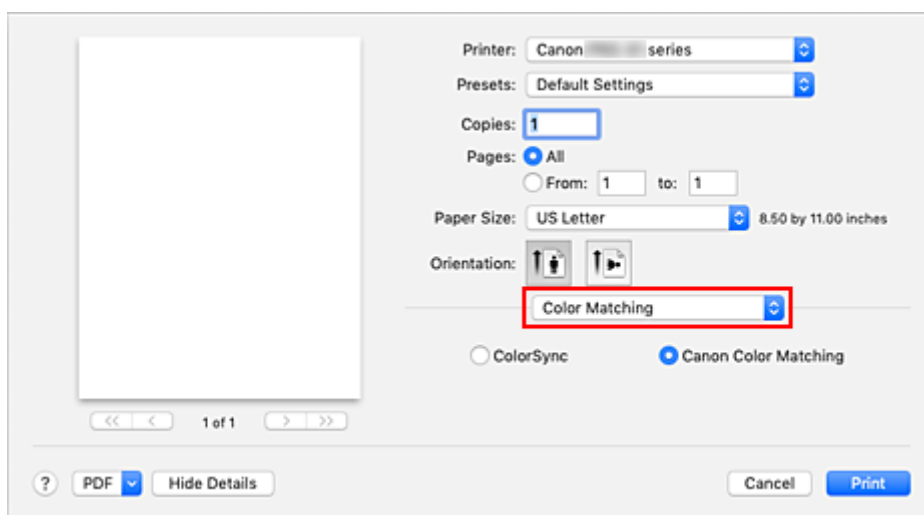 Printer: Canon series
Presets: Default Settings
Copies: 1
Pages: All
From: 1 to: 1
Paper Size: US Letter 8.50 by 11.00 inches
Orientation:
Color Matching
ColorSync Canon Color Matching
<< < 1 of 1 > >>
? PDF Hide Details Cancel Print